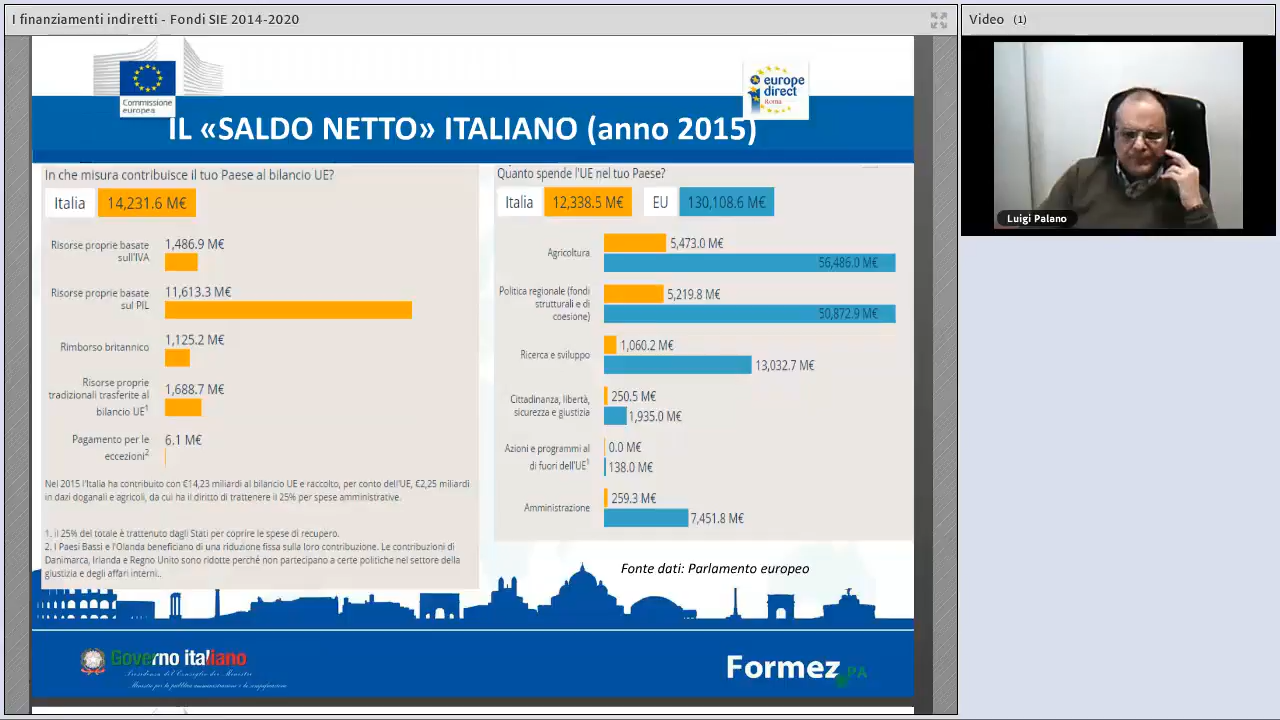 I finanziamenti indiretti - Fondi SIE 2014-2020
Video (1)
Commissione
europea
europe
direct
Roma
IL «SALDO NETTO» ITALIANO (anno 2015)
Luigi Palano
In che misura contribuisce il tuo Paese al bilancio UE?
Italia
14,231.6 M€
Risorse proprie basate
sull'IVA
1,486.9 M€
Risorse proprie basate
sul PIL
11,613.3 M€
Rimborso britannico
1,125.2 M€
Risorse proprie
tradizionali trasferite al
bilancio UE1
1,688.7 M€
Pagamento per le
eccezioni2
6.1 M€
Nel 2015 l'Italia ha contribuito con €14,23 miliardi al bilancio UE e raccolto, per conto dell'UE, €2,25 miliardi
in dazi doganali e agricoli, da cui ha il diritto di trattenere il 25% per spese amministrative.
1. il 25% del totale è trattenuto dagli Stati per coprire le spese di recupero.
2. I Paesi Bassi e l'Olanda beneficiano di una riduzione fissa sulla loro contribuzione. Le contribuzioni di
Danimarca, Irlanda e Regno Unito sono ridotte perché non partecipano a certe politiche nel settore della
giustizia e degli affari interni..
Quanto spende l'UE nel tuo Paese?
Italia
12,338.5 M€
EU
130,108.6 M€
Agricoltura
5,473.0 M€
56,486.0 M€
Politica regionale (fondi
strutturali e di
coesione)
5,219.8 M€
50,872.9 M€
Ricerca e sviluppo
1,060.2 M€
13,032.7 M€
Cittadinanza, libertà,
sicurezza e giustizia
250.5 M€
1,935.0 M€
Azioni e programmi al
di fuori dell'UE1
0.0 M€
138.0 M€
Amministrazione
259.3 M€
7,451.8 M€
Fonte dati: Parlamento europeo
Governo italiano
Presidenza del Consiglio dei Ministri
Ministro per la pubblica amministrazione e la semplificazione
Formez PA